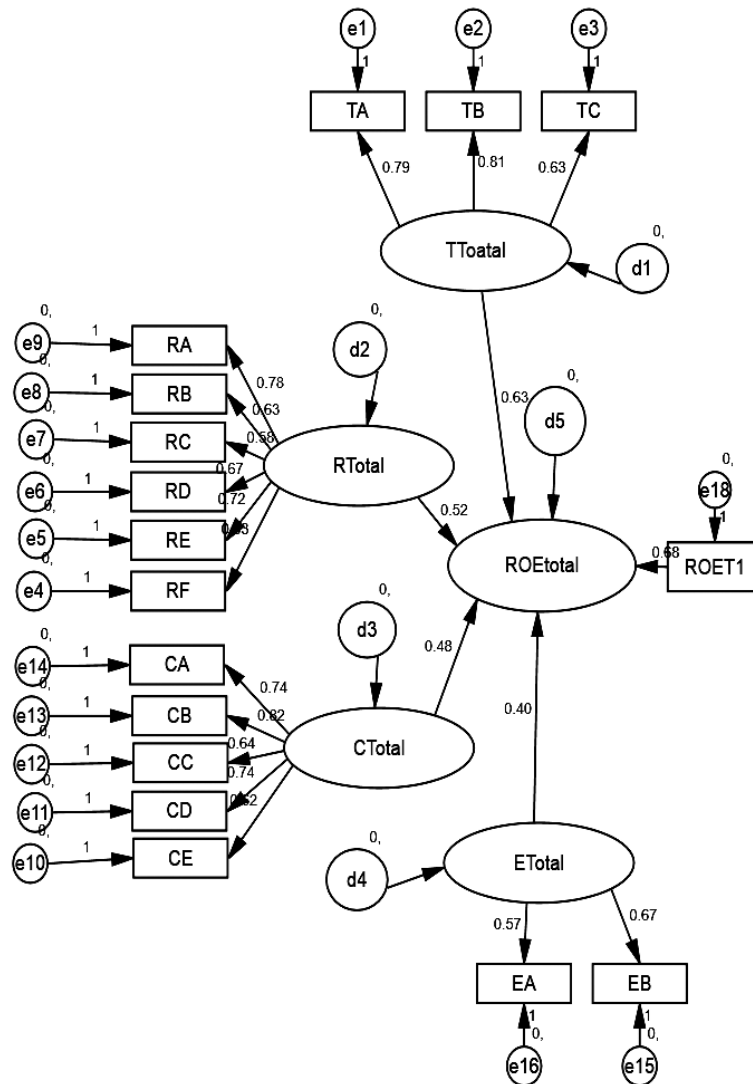 e1 e2 e3
1 1 1
TA TB TC
0.79 0.81 0.63
0,
TToatal
d1
0, 0,
e9 1 RA d2
0, 0.78 0,
e8 1 RB 0.63 0.63 d5
0, 0.58 0,
e7 1 RC RTotal e18
0, 0.67 1
e6 1 RD 0.72 0.52
0,
e5 1 RE
0, ROEtotal 0.68 ROET1
e4 1 RF
0, 0,
e14 1 CA d3
0, 0.74 0.48
e13 1 CB 0.82
0, 0.64 0.40
e12 1 CC CTotal
0, 0.74
e11 1 CD
0,
e10 1 CE 0,
d4 ETotal
0.57 0.67
EA EB
1 1
0, 0,
e16 e15